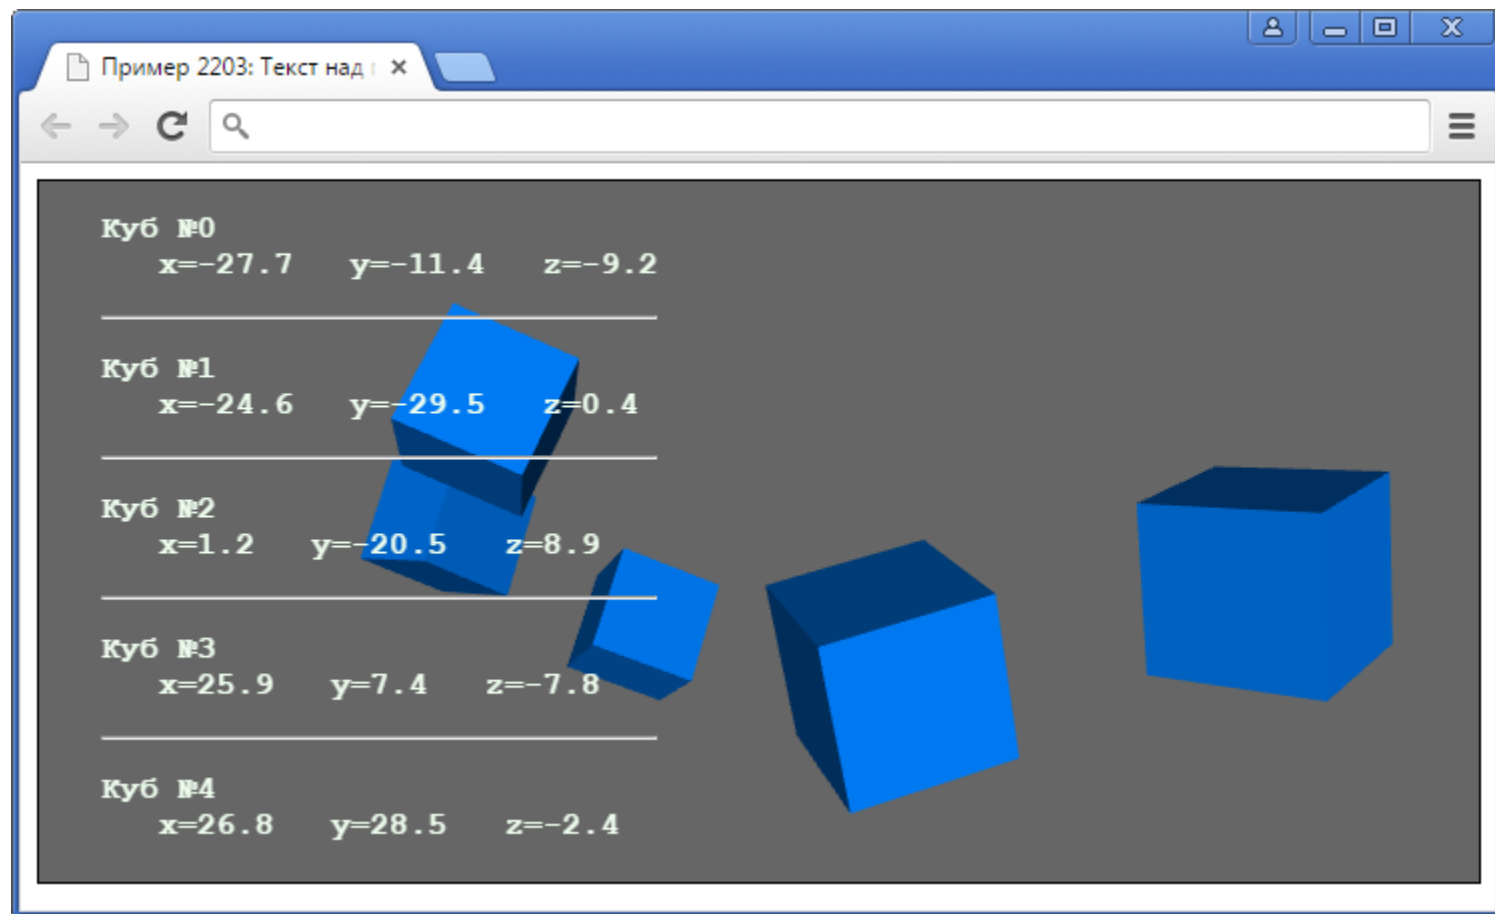 Пример 2203: Текст над
Куб №0
x=-27.7 y=-11.4 z=-9.2
Куб №1
x=-24.6 y=-29.5 z=0.4
Куб №2
x=1.2 y=-20.5 z=8.9
Куб №3
x=25.9 y=7.4 z=-7.8
Куб №4
x=26.8 y=28.5 z=-2.4